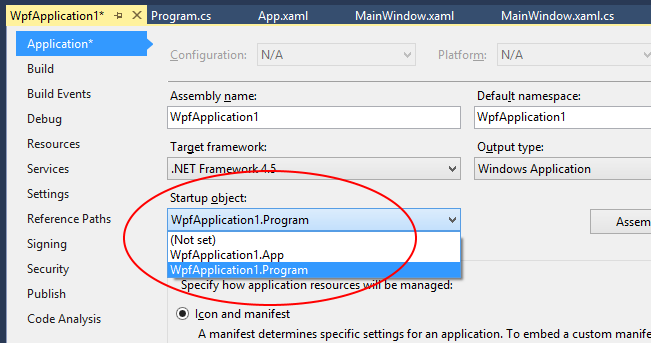 WpfApplication1* Program.cs App.xaml MainWindow.xaml MainWindow.xaml.cs
Application*
Build
Build Events
Debug
Resources
Services
Settings
Reference Paths
Signing
Security
Publish
Code Analysis
Configuration: N/A Platform: N/A
Assembly name: Default namespace:
WpfApplication1 WpfApplication1
Target framework: Output type:
.NET Framework 4.5 Windows Application
Startup object:
WpfApplication1.Program
(Not set)
WpfApplication1.App
WpfApplication1.Program
Specify how application resources will be managed:
Icon and manifest
A manifest determines specific settings for an application. To embed a custom